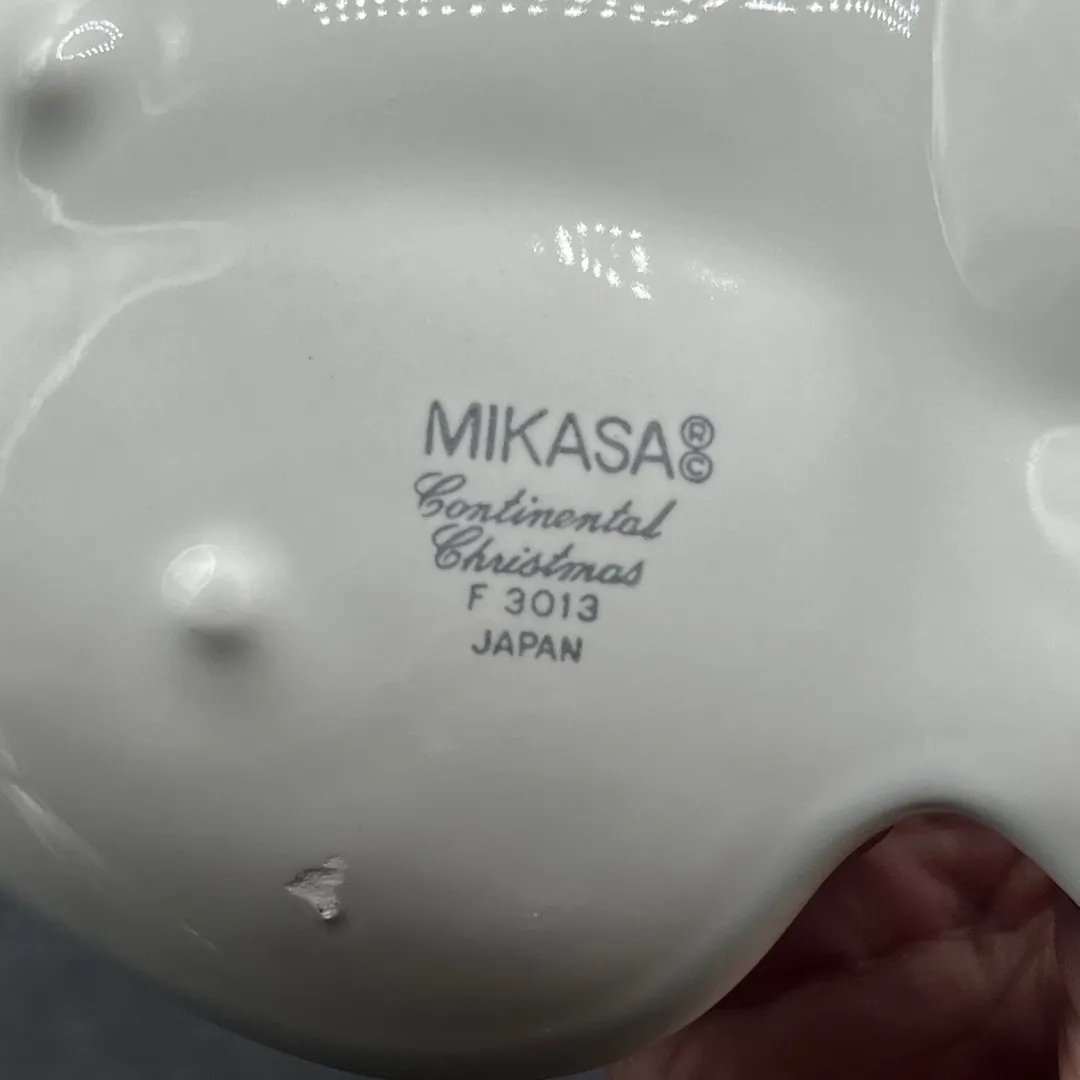 MIKASA®©
Continental
Christmas
F 3013
JAPAN